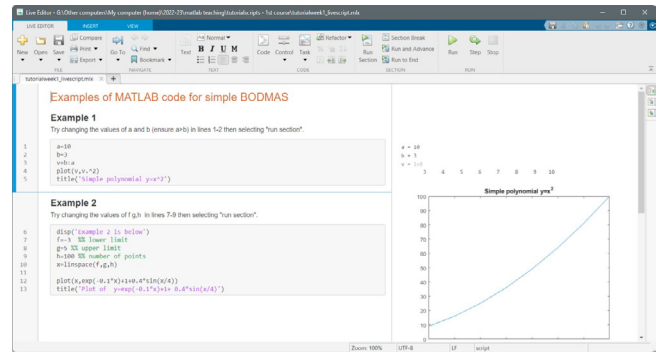 Live Editor - G:\Other computers\My computer (home)\2022-23\matlab teaching\tutorialscripts - 1st course\tutorialweek1_livescript.mlx
LIVE EDITOR INSERT VIEW
New Open Save Compare Print Export
Go To Find Bookmark
Text Normal B I U M
Code Control Task Refactor
Run Section Section Break Run and Advance Run to End
Run Step Stop
FILE NAVIGATE TEXT CODE SECTION RUN
tutorialweek1_livescript.mlx
Examples of MATLAB code for simple BODMAS
Example 1
Try changing the values of a and b (ensure a>b) in lines 1-2 then selecting "run section".
1 a=10
2 b=3
3 v=b:a
4 plot(v,v.^2)
5 title('Simple polynomial y=x^2')
Example 2
Try changing the values of f g,h in lines 7-9 then selecting "run section".
6 disp('Example 2 is below')
7 f=-3 %% lower limit
8 g=5 %% upper limit
9 h=100 %% number of points
10 x=linspace(f,g,h)
11
12 plot(x,exp(-0.1*x)+1+0.4*sin(x/4))
13 title('Plot of y=exp(-0.1*x)+1+ 0.4*sin(x/4)')
a = 10
b = 3
v = 1×8
3 4 5 6 7 8 9 10
Simple polynomial y=x²
100
90
80
70
60
50
40
30
20
10
0
Zoom: 100% UTF-8 LF script